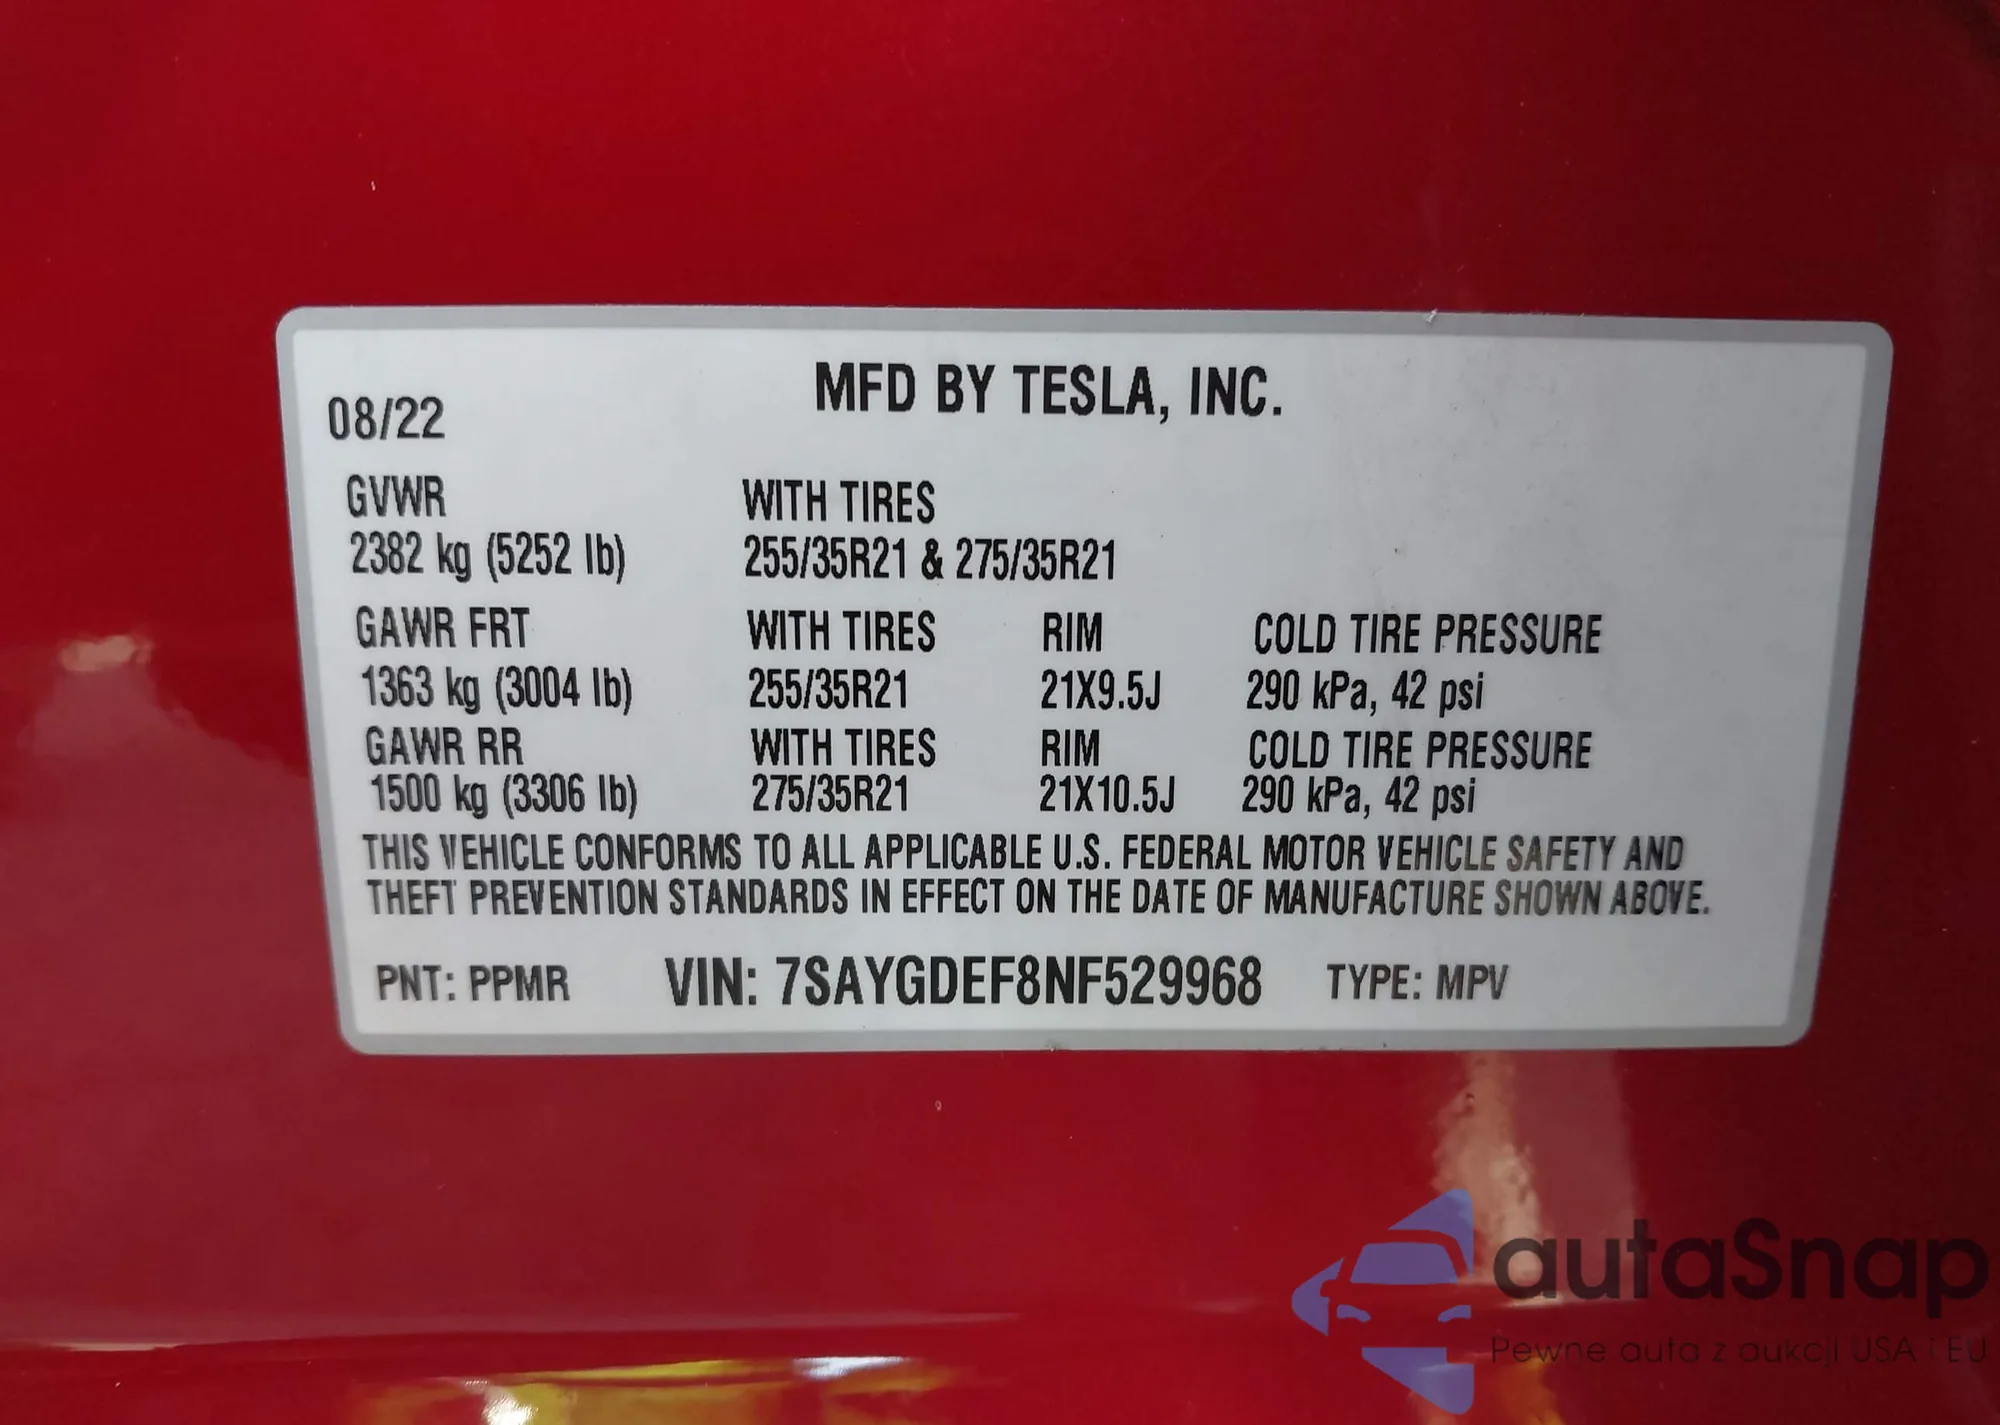 MFD BY TESLA, INC.
08/22
GVWR WITH TIRES
2382 kg (5252 lb) 255/35R21 & 275/35R21
GAWR FRT WITH TIRES RIM COLD TIRE PRESSURE
1363 kg (3004 lb) 255/35R21 21X9.5J 290 kPa, 42 psi
GAWR RR WITH TIRES RIM COLD TIRE PRESSURE
1500 kg (3306 lb) 275/35R21 21X10.5J 290 kPa, 42 psi
THIS VEHICLE CONFORMS TO ALL APPLICABLE U.S. FEDERAL MOTOR VEHICLE SAFETY AND
THEFT PREVENTION STANDARDS IN EFFECT ON THE DATE OF MANUFACTURE SHOWN ABOVE.
PNT: PPMR VIN: 7SAYGDEF8NF529968 TYPE: MPV
autaSnap
Pewne auta z aukcji USA i EU